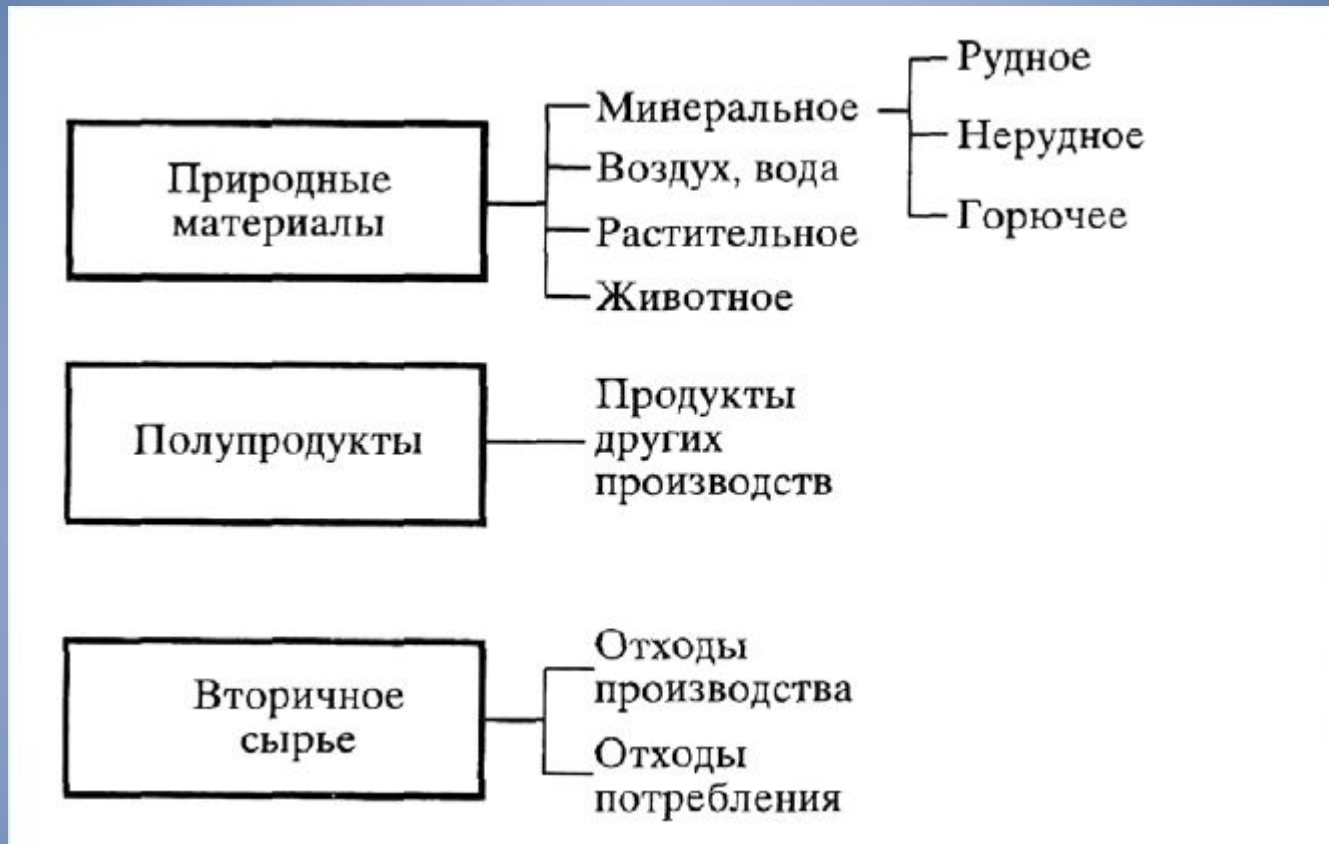 Природные
материалы
Минеральное
Воздух, вода
Растительное
Животное
Рудное
Нерудное
Горючее
Полупродукты
Продукты
других
производств
Вторичное
сырье
Отходы
производства
Отходы
потребления